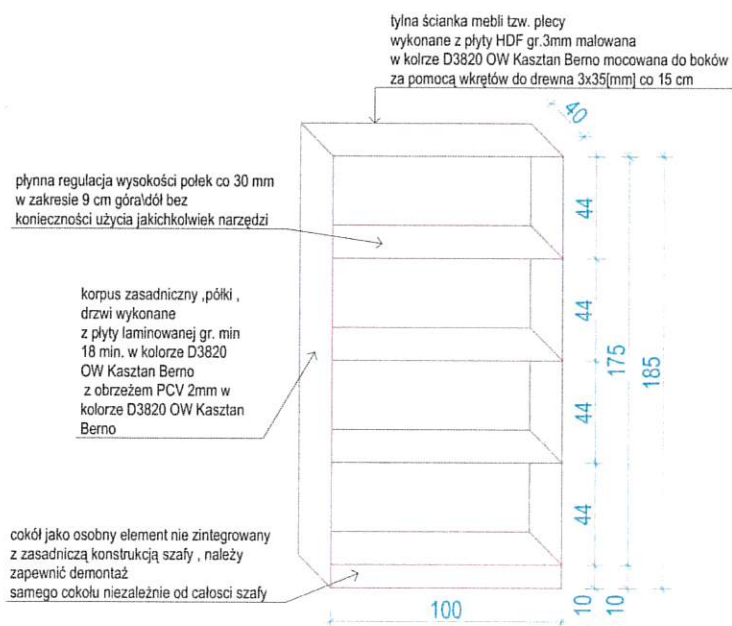 tylna ścianka mebli tzw. plecy
wykonane z płyty HDF gr.3mm malowana
w kolrze D3820 OW Kasztan Berno mocowana do boków
za pomocą wkrętów do drewna 3x35[mm] co 15 cm
40
płynna regulacja wysokości połek co 30 mm
w zakresie 9 cm góra\dół bez
konieczności użycia jakichkolwiek narzędzi
44
korpus zasadniczy ,półki ,
drzwi wykonane
z płyty laminowanej gr. min
18 min. w kolorze D3820
OW Kasztan Berno
z obrzeżem PCV 2mm w
kolorze D3820 OW Kasztan
Berno
44
175
185
44
44
cokół jako osobny element nie zintegrowany
z zasadniczą konstrukcją szafy , należy
zapewnić demontaż
samego cokołu niezależnie od całosci szafy
100
10
10